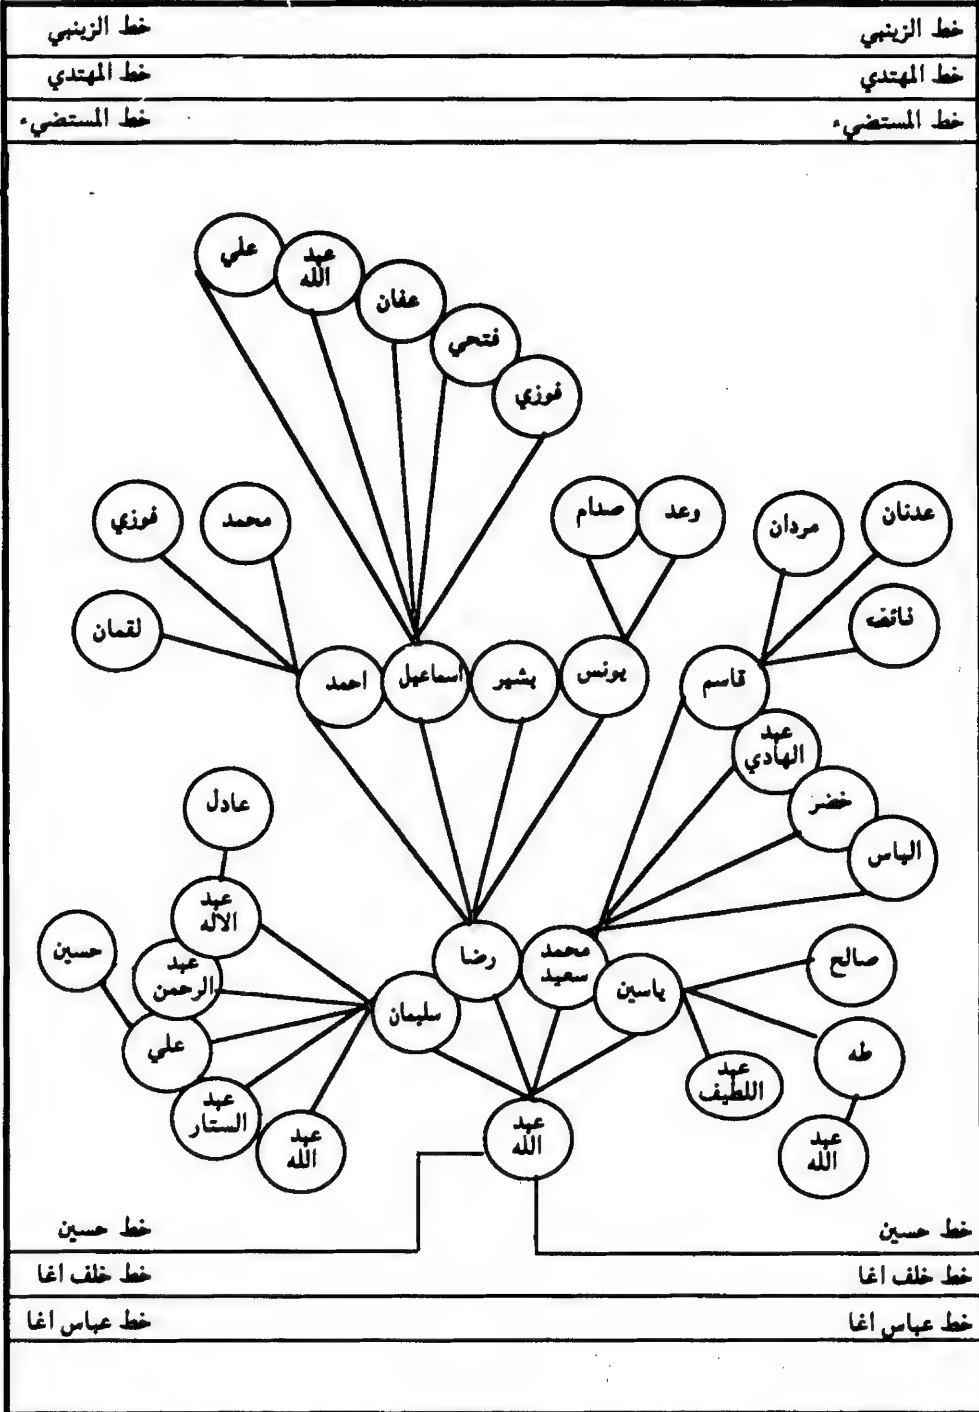 خط الزينبي
خط الزينبي
خط المهتدي
خط المهتدي
خط المستضيء
خط المستضيء
علي
عبد
الله
عفان
فتحي
فوزي
عدنان
مردان
وعد
صدام
محمد
فوزي
نائف
لقمان
قاسم
يونس
بشير
اسماعيل
احمد
عبد
الهادي
خضر
الياس
عادل
عبد
الاله
صالح
ياسين
محمد
سعيد
رضا
سليمان
عبد
الرحمن
حسين
طه
علي
عبد
اللطيف
عبد
الستار
عبد
الله
عبد
الله
عبد
الله
خط حسين
خط حسين
خط خلف اغا
خط خلف اغا
خط عباس اغا
خط عباس اغا